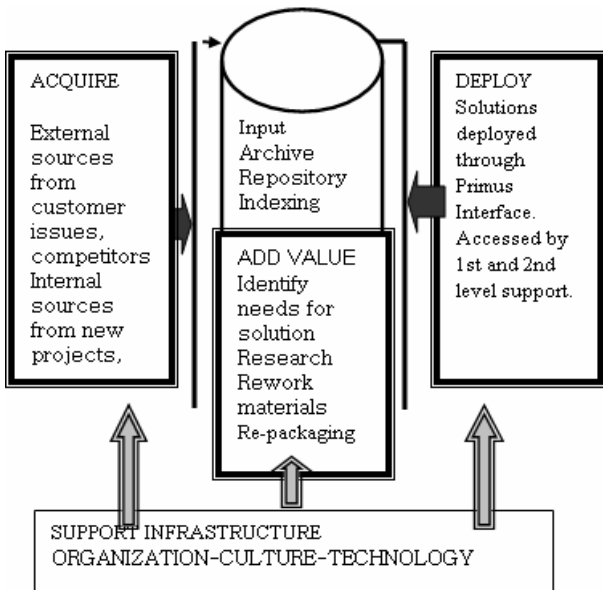 ACQUIRE
External
sources
from
customer
issues,
competitors
Internal
sources
from new
projects,
Input
Archive
Repository
Indexing
ADD VALUE
Identify
needs for
solution
Research
Rework
materials
Re-packaging
DEPLOY
Solutions
deployed
through
Primus
Interface.
Accessed by
1st and 2nd
level support.
SUPPORT INFRASTRUCTURE
ORGANIZATION-CULTURE-TECHNOLOGY